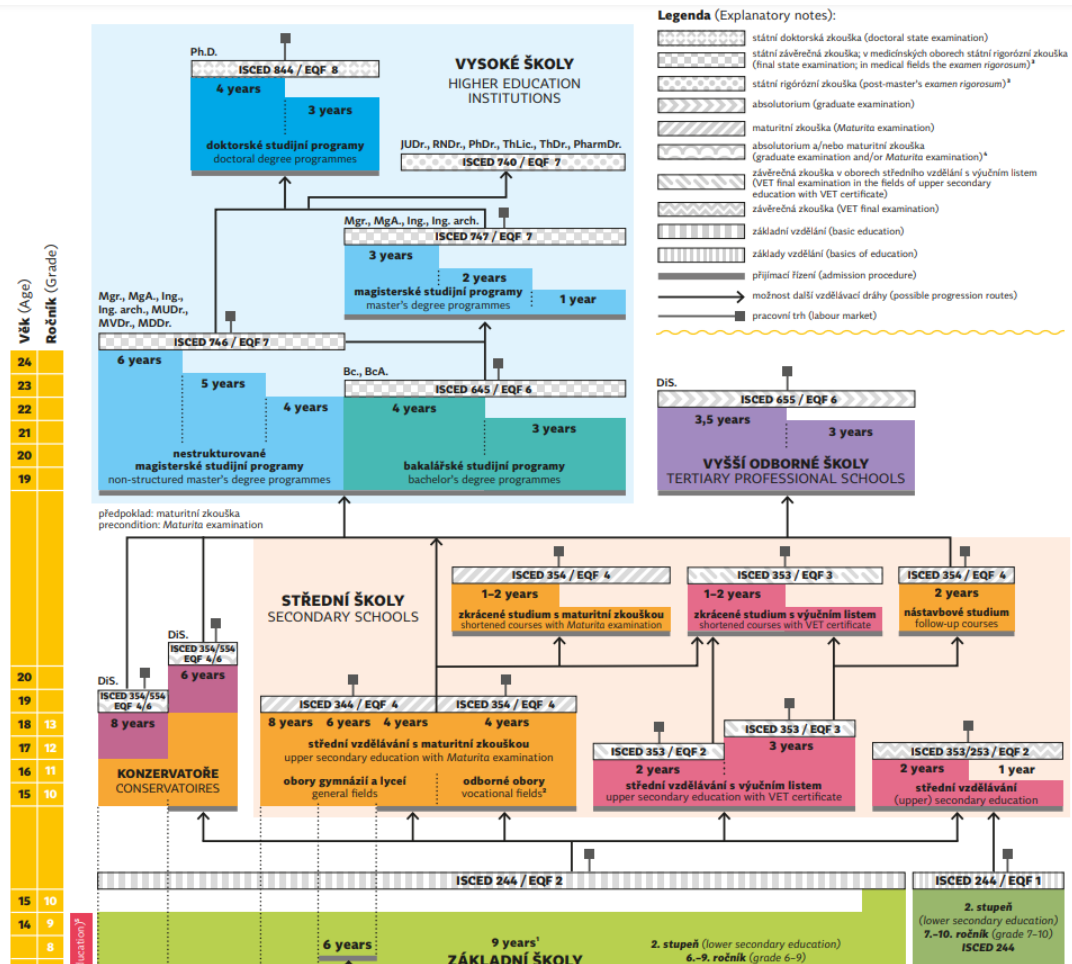 Legenda (Explanatory notes):
státní doktorská zkouška (doctoral state examination)
státní závěrečná zkouška; v medicínských oborech státní rigorózní zkouška
(final state examination; in medical fields the examen rigorosum)³
státní rigórózní zkouška (post-master's examen rigorosum)³
absolutorium (graduate examination)
maturitní zkouška (Maturita examination)
absolutorium a/nebo maturitní zkouška
(graduate examination and/or Maturita examination)⁴
závěrečná zkouška v oborech středního vzdělání s výučním listem
(VET final examination in the fields of upper secondary
education with VET certificate)
závěrečná zkouška (VET final examination)
základní vzdělání (basic education)
základy vzdělání (basics of education)
přijímací řízení (admission procedure)
možnost další vzdělávací dráhy (possible progression routes)
pracovní trh (labour market)
VYSOKÉ ŠKOLY
HIGHER EDUCATION
INSTITUTIONS
Ph.D.
ISCED 844 / EQF 8
4 years
3 years
doktorské studijní programy
doctoral degree programmes
JUDr., RNDr., PhDr., ThLic., ThDr., PharmDr.
ISCED 740 / EQF 7
Mgr., MgA., Ing., Ing. arch.
ISCED 747 / EQF 7
3 years
2 years
magisterské studijní programy
master's degree programmes
1 year
Mgr., MgA., Ing.,
Ing. arch., MUDr.,
MVDr., MDDr.
ISCED 746 / EQF 7
6 years
5 years
4 years
nestrukturované
magisterské studijní programy
non-structured master's degree programmes
Bc., BcA.
ISCED 645 / EQF 6
4 years
3 years
bakalářské studijní programy
bachelor's degree programmes
DiS.
ISCED 655 / EQF 6
3,5 years
3 years
VYŠŠÍ ODBORNÉ ŠKOLY
TERTIARY PROFESSIONAL SCHOOLS
předpoklad: maturitní zkouška
precondition: Maturita examination
Věk (Age)
Ročník (Grade)
24
23
22
21
20
19
20
19
18 13
17 12
16 11
15 10
15 10
14 9
8
STŘEDNÍ ŠKOLY
SECONDARY SCHOOLS
ISCED 354 / EQF 4
1–2 years
zkrácené studium s maturitní zkouškou
shortened courses with Maturita examination
ISCED 353 / EQF 3
1–2 years
zkrácené studium s výučním listem
shortened courses with VET certificate
ISCED 354 / EQF 4
2 years
nástavbové studium
follow-up courses
DiS.
ISCED 354/554
EQF 4/6
6 years
DiS.
ISCED 354/554
EQF 4/6
8 years
KONZERVATOŘE
CONSERVATOIRES
ISCED 344 / EQF 4
ISCED 354 / EQF 4
8 years 6 years 4 years
4 years
střední vzdělávání s maturitní zkouškou
upper secondary education with Maturita examination
obory gymnázií a lyceí
general fields
odborné obory
vocational fields²
ISCED 353 / EQF 2
2 years
ISCED 353 / EQF 3
3 years
střední vzdělávání s výučním listem
upper secondary education with VET certificate
ISCED 353/253 / EQF 2
2 years
1 year
střední vzdělávání
(upper) secondary education
ISCED 244 / EQF 2
ISCED 244 / EQF 1
6 years
9 years¹
ZÁKLADNÍ ŠKOLY
2. stupeň (lower secondary education)
6.–9. ročník (grade 6–9)
2. stupeň
(lower secondary education)
7.–10. ročník (grade 7–10)
ISCED 244